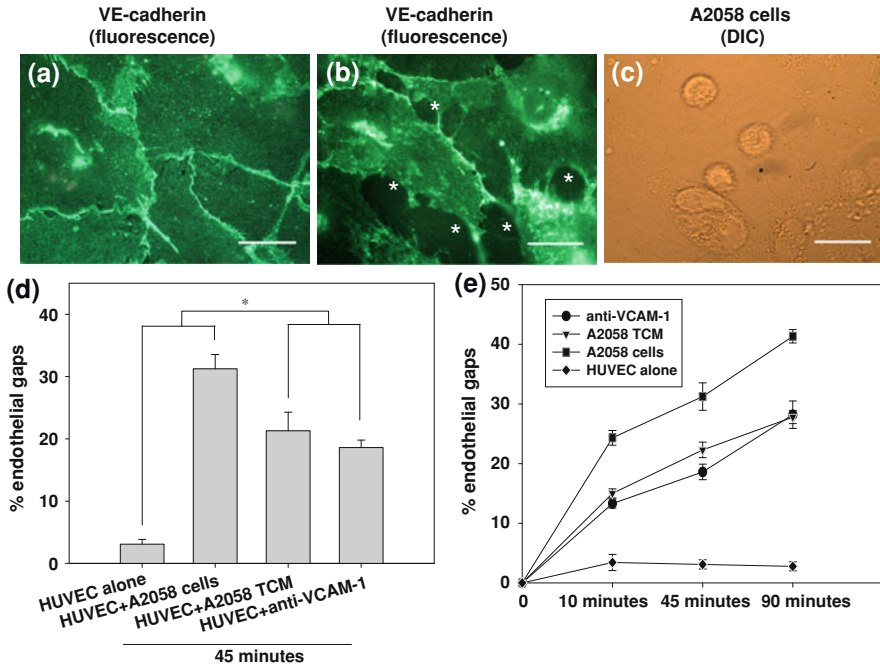 VE-cadherin
(fluorescence)
VE-cadherin
(fluorescence)
A2058 cells
(DIC)
(a)
(b)
(c)
*
*
*
*
*
(d)
% endothelial gaps
40
30
20
10
0
*
HUVEC alone
HUVEC+A2058 cells
HUVEC+A2058 TCM
HUVEC+anti-VCAM-1
45 minutes
(e)
% endothelial gaps
50
40
30
20
10
0
anti-VCAM-1
A2058 TCM
A2058 cells
HUVEC alone
0
10 minutes
45 minutes
90 minutes